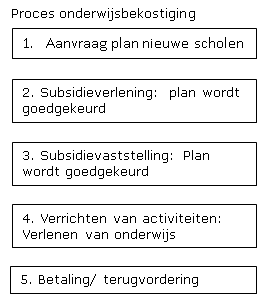 Proces onderwijsbekostiging
1. Aanvraag plan nieuwe scholen
2. Subsidieverlening: plan wordt
goedgekeurd
3. Subsidievaststelling: Plan
wordt goedgekeurd
4. Verrichten van activiteiten:
Verlenen van onderwijs
5. Betaling/ terugvordering